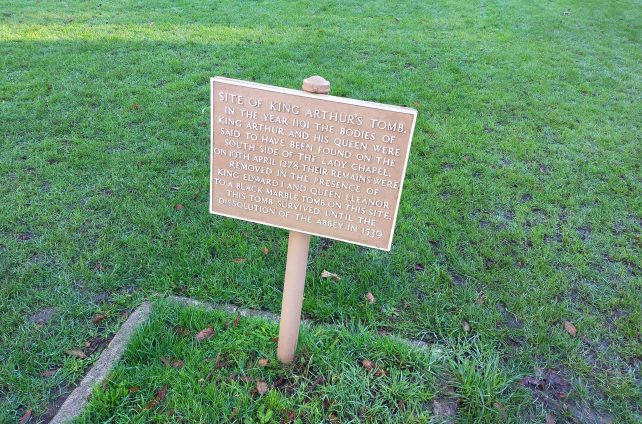 SITE OF KING ARTHUR'S TOMB.
IN THE YEAR 1191 THE BODIES OF
KING ARTHUR AND HIS QUEEN WERE
SAID TO HAVE BEEN FOUND ON THE
SOUTH SIDE OF THE LADY CHAPEL.
ON 19TH APRIL 1278 THEIR REMAINS WERE
REMOVED IN THE PRESENCE OF
KING EDWARD I AND QUEEN ELEANOR
TO A BLACK MARBLE TOMB ON THIS SITE.
THIS TOMB SURVIVED UNTIL THE
DISSOLUTION OF THE ABBEY IN 1539